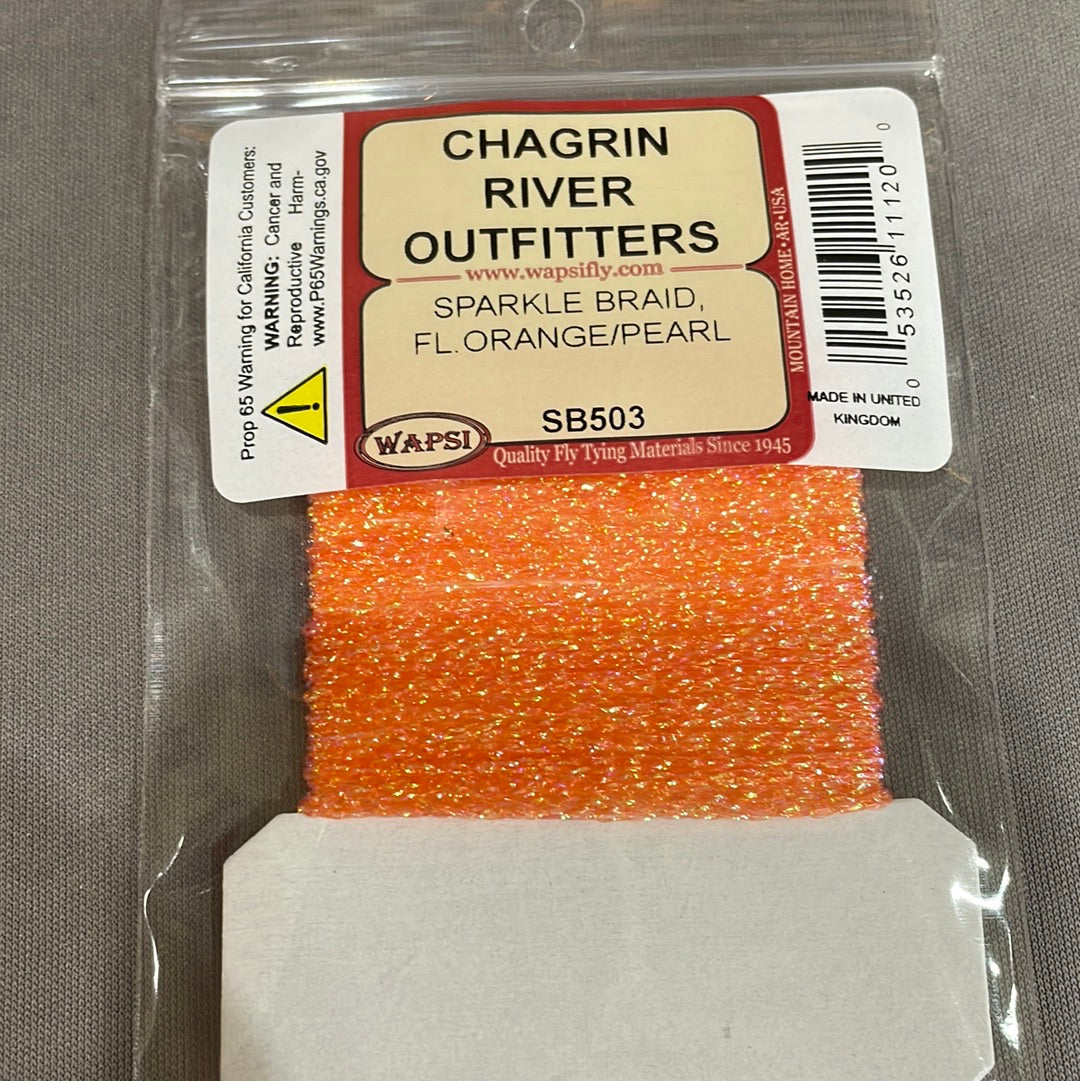 Prop 65 Warning for California Customers:
WARNING: Cancer and
Reproductive Harm-
www.P65Warnings.ca.gov
CHAGRIN
RIVER
OUTFITTERS
www.wapsifly.com
SPARKLE BRAID,
FL.ORANGE/PEARL
SB503
WAPSI
Quality Fly Tying Materials Since 1945
MOUNTAIN HOME•AR•USA
0 53526 11120 0
MADE IN UNITED
KINGDOM